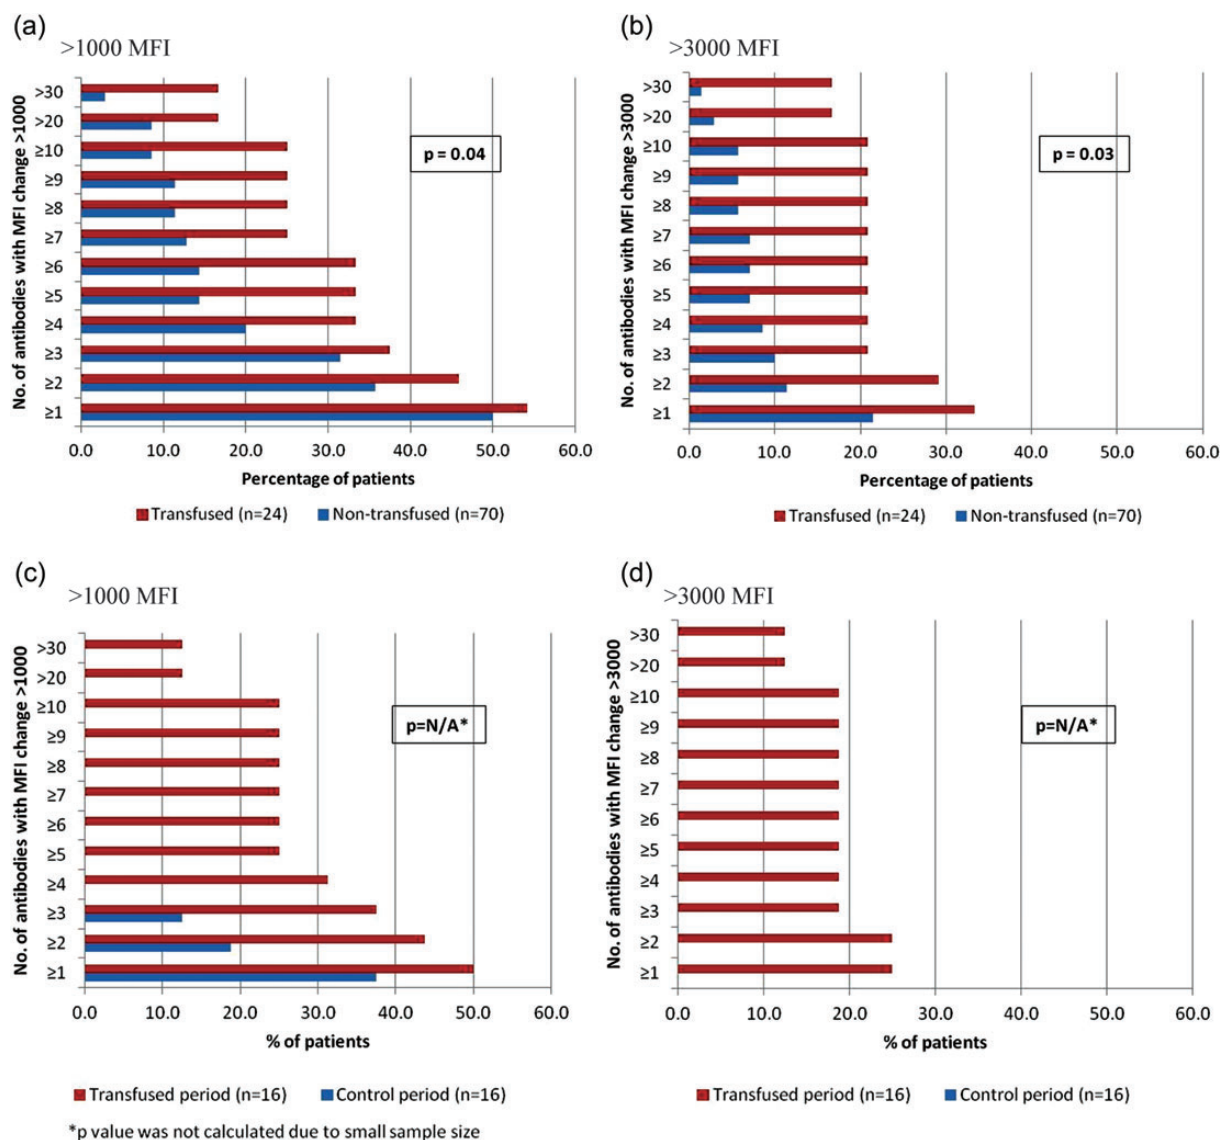 (a)
>1000 MFI
No. of antibodies with MFI change >1000
>30
>20
≥10
≥9
≥8
≥7
≥6
≥5
≥4
≥3
≥2
≥1
p = 0.04
0.0 10.0 20.0 30.0 40.0 50.0 60.0
Percentage of patients
Transfused (n=24) Non-transfused (n=70)
(b)
>3000 MFI
No. of antibodies with MFI change >3000
>30
>20
≥10
≥9
≥8
≥7
≥6
≥5
≥4
≥3
≥2
≥1
p = 0.03
0.0 10.0 20.0 30.0 40.0 50.0 60.0
Percentage of patients
Transfused (n=24) Non-transfused (n=70)
(c)
>1000 MFI
No. of antibodies with MFI change >1000
>30
>20
≥10
≥9
≥8
≥7
≥6
≥5
≥4
≥3
≥2
≥1
p=N/A*
0.0 10.0 20.0 30.0 40.0 50.0 60.0
% of patients
Transfused period (n=16) Control period (n=16)
*p value was not calculated due to small sample size
(d)
>3000 MFI
No. of antibodies with MFI change >3000
>30
>20
≥10
≥9
≥8
≥7
≥6
≥5
≥4
≥3
≥2
≥1
p=N/A*
0.0 10.0 20.0 30.0 40.0 50.0 60.0
% of patients
Transfused period (n=16) Control period (n=16)